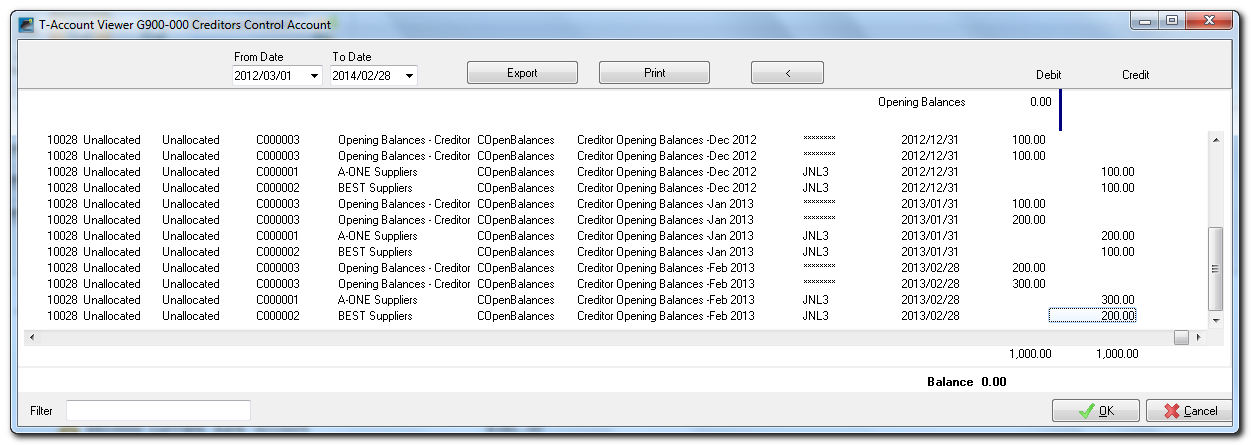 T-Account Viewer G900-000 Creditors Control Account
From Date To Date
2012/03/01 2014/02/28 Export Print < Debit Credit
Opening Balances 0.00
10028 Unallocated Unallocated C000003 Opening Balances - Creditor COpenBalances Creditor Opening Balances -Dec 2012 ******** 2012/12/31 100.00
10028 Unallocated Unallocated C000003 Opening Balances - Creditor COpenBalances Creditor Opening Balances -Dec 2012 ******** 2012/12/31 100.00
10028 Unallocated Unallocated C000001 A-ONE Suppliers COpenBalances Creditor Opening Balances -Dec 2012 JNL3 2012/12/31 100.00
10028 Unallocated Unallocated C000002 BEST Suppliers COpenBalances Creditor Opening Balances -Dec 2012 JNL3 2012/12/31 100.00
10028 Unallocated Unallocated C000003 Opening Balances - Creditor COpenBalances Creditor Opening Balances -Jan 2013 ******** 2013/01/31 100.00
10028 Unallocated Unallocated C000003 Opening Balances - Creditor COpenBalances Creditor Opening Balances -Jan 2013 ******** 2013/01/31 200.00
10028 Unallocated Unallocated C000001 A-ONE Suppliers COpenBalances Creditor Opening Balances -Jan 2013 JNL3 2013/01/31 200.00
10028 Unallocated Unallocated C000002 BEST Suppliers COpenBalances Creditor Opening Balances -Jan 2013 JNL3 2013/01/31 100.00
10028 Unallocated Unallocated C000003 Opening Balances - Creditor COpenBalances Creditor Opening Balances -Feb 2013 ******** 2013/02/28 200.00
10028 Unallocated Unallocated C000003 Opening Balances - Creditor COpenBalances Creditor Opening Balances -Feb 2013 ******** 2013/02/28 300.00
10028 Unallocated Unallocated C000001 A-ONE Suppliers COpenBalances Creditor Opening Balances -Feb 2013 JNL3 2013/02/28 300.00
10028 Unallocated Unallocated C000002 BEST Suppliers COpenBalances Creditor Opening Balances -Feb 2013 JNL3 2013/02/28 200.00
1,000.00 1,000.00
Balance 0.00
Filter OK Cancel